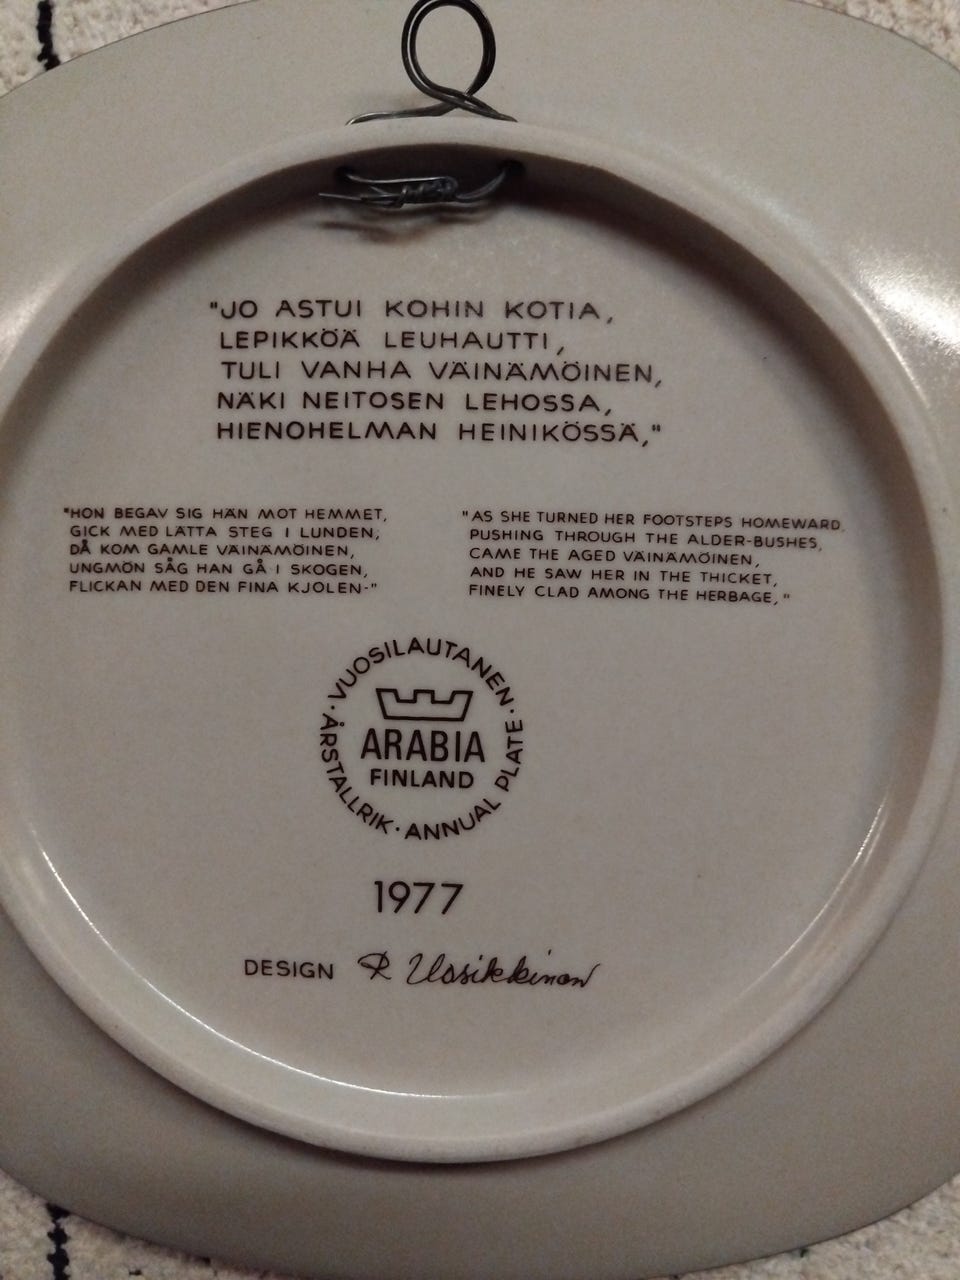 "JO ASTUI KOHIN KOTIA,
LEPIKKÖÄ LEUHAUTTI,
TULI VANHA VÄINÄMÖINEN,
NÄKI NEITOSEN LEHOSSA,
HIENOHELMAN HEINIKÖSSÄ,"
"HON BEGAV SIG HÄN MOT HEMMET,
GICK MED LÄTTA STEG I LUNDEN,
DÅ KOM GAMLE VÄINÄMÖINEN,
UNGMÖN SÅG HAN GÅ I SKOGEN,
FLICKAN MED DEN FINA KJOLEN-"
"AS SHE TURNED HER FOOTSTEPS HOMEWARD,
PUSHING THROUGH THE ALDER-BUSHES,
CAME THE AGED VÄINÄMÖINEN,
AND HE SAW HER IN THE THICKET,
FINELY CLAD AMONG THE HERBAGE,"
· VUOSILAUTANEN ·
ÅRSTALLRIK · ANNUAL PLATE
ARABIA
FINLAND
1977
DESIGN R Uosikkinen